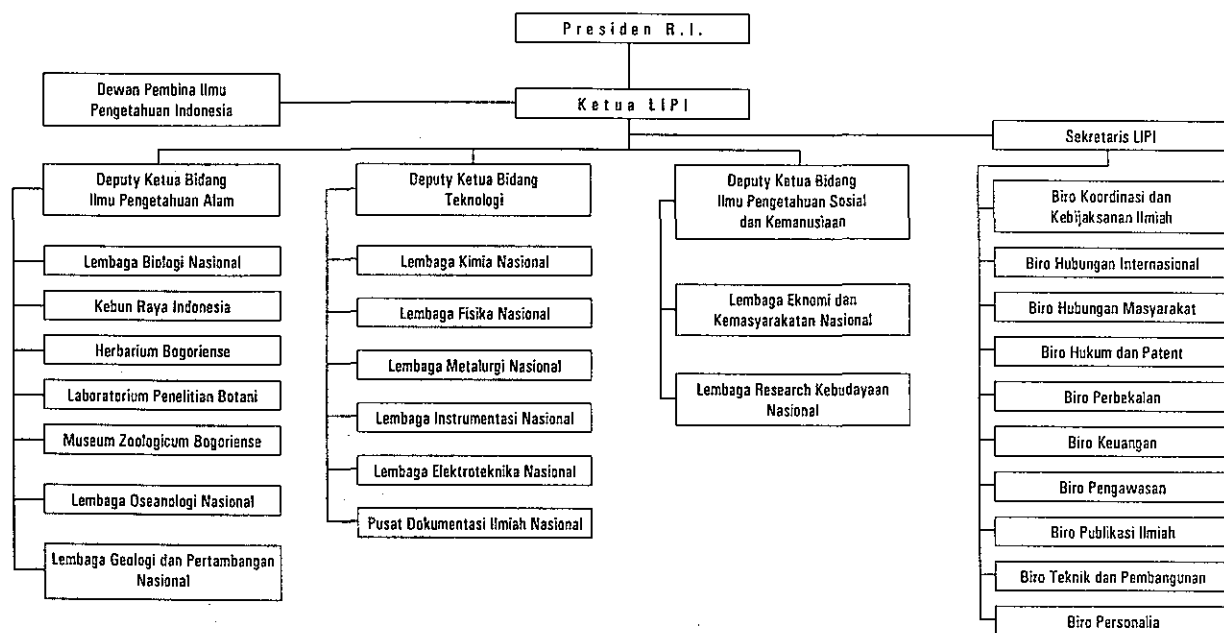 Presiden R.I.
Dewan Pembina Ilmu
Pengetahuan Indonesia
Ketua LIPI
Sekretaris LIPI
Deputy Ketua Bidang
Ilmu Pengetahuan Alam
Lembaga Biologi Nasional
Kebun Raya Indonesia
Herbarium Bogoriense
Laboratorium Penelitian Botani
Museum Zoologicum Bogoriense
Lembaga Oseanologi Nasional
Lembaga Geologi dan Pertambangan
Nasional
Deputy Ketua Bidang
Teknologi
Lembaga Kimia Nasional
Lembaga Fisika Nasional
Lembaga Metalurgi Nasional
Lembaga Instrumentasi Nasional
Lembaga Elektroteknika Nasional
Pusat Dokumentasi Ilmiah Nasional
Deputy Ketua Bidang
Ilmu Pengetahuan Sosial
dan Kemanusiaan
Lembaga Eknomi dan
Kemasyarakatan Nasional
Lembaga Research Kebudayaan
Nasional
Biro Koordinasi dan
Kebijaksanan Ilmiah
Biro Hubungan Internasional
Biro Hubungan Masyarakat
Biro Hukum dan Patent
Biro Perbekalan
Biro Keuangan
Biro Pengawasan
Biro Publikasi Ilmiah
Biro Teknik dan Pembangunan
Biro Personalia